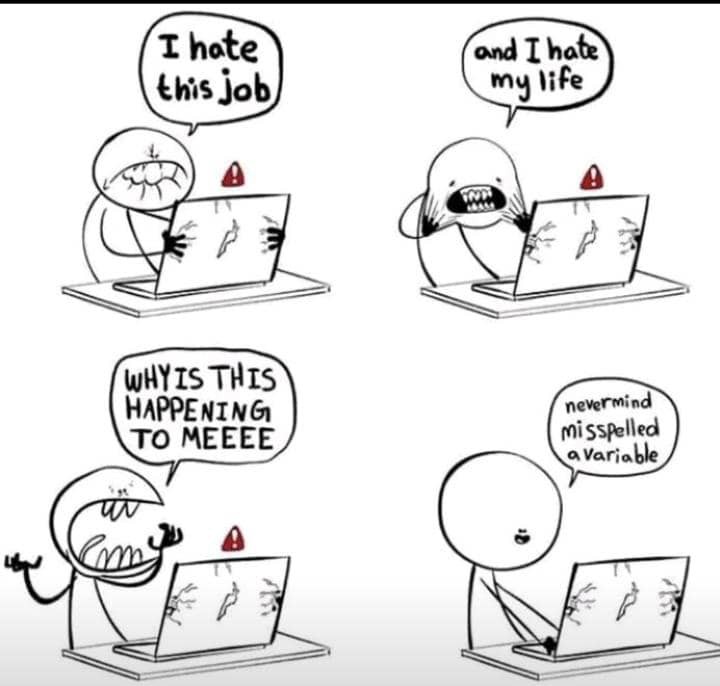 I hate
this job
and I hate
my life
WHY IS THIS
HAPPENING
TO MEEEE
nevermind
misspelled
a variable